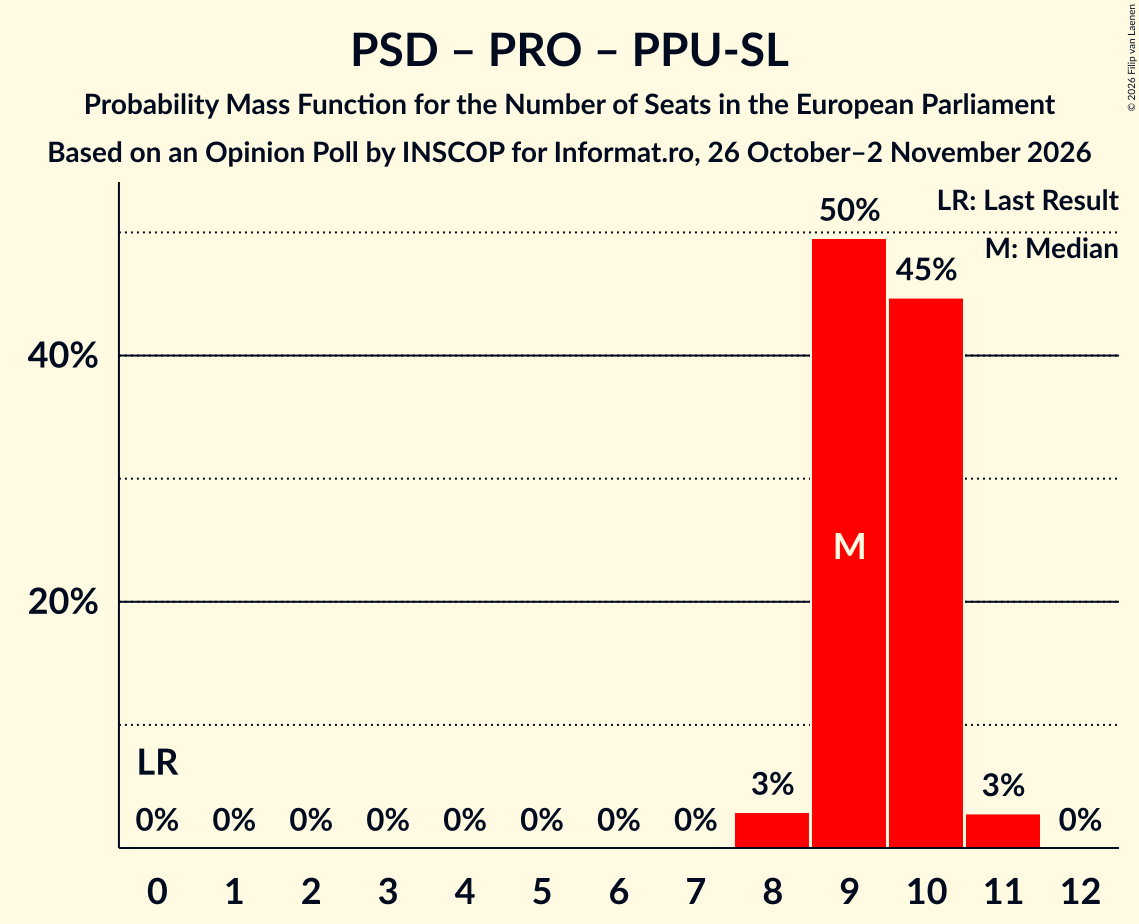 PSD – PRO – PPU-SL
Probability Mass Function for the Number of Seats in the European Parliament
Based on an Opinion Poll by INSCOP for Informat.ro, 26 October–2 November 2026
© 2026 Filip van Laenen
LR: Last Result
M: Median
50%
45%
40%
M
20%
LR
0% 0% 0% 0% 0% 0% 0% 0% 3% 3% 0%
0 1 2 3 4 5 6 7 8 9 10 11 12